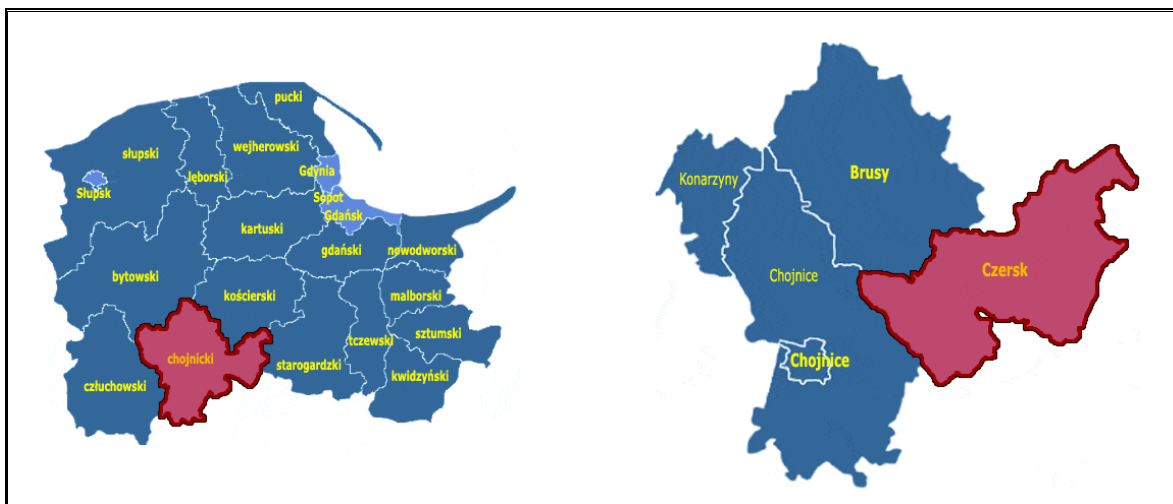 pucki
słupski
wejherowski
lęborski
Gdynia
Słupsk
Sopot
Gdańsk
kartuski
gdański
nowodworski
bytowski
kościerski
malborski
chojnicki
starogardzki
tczewski
sztumski
człuchowski
kwidzyński
Konarzyny
Brusy
Chojnice
Czersk
Chojnice